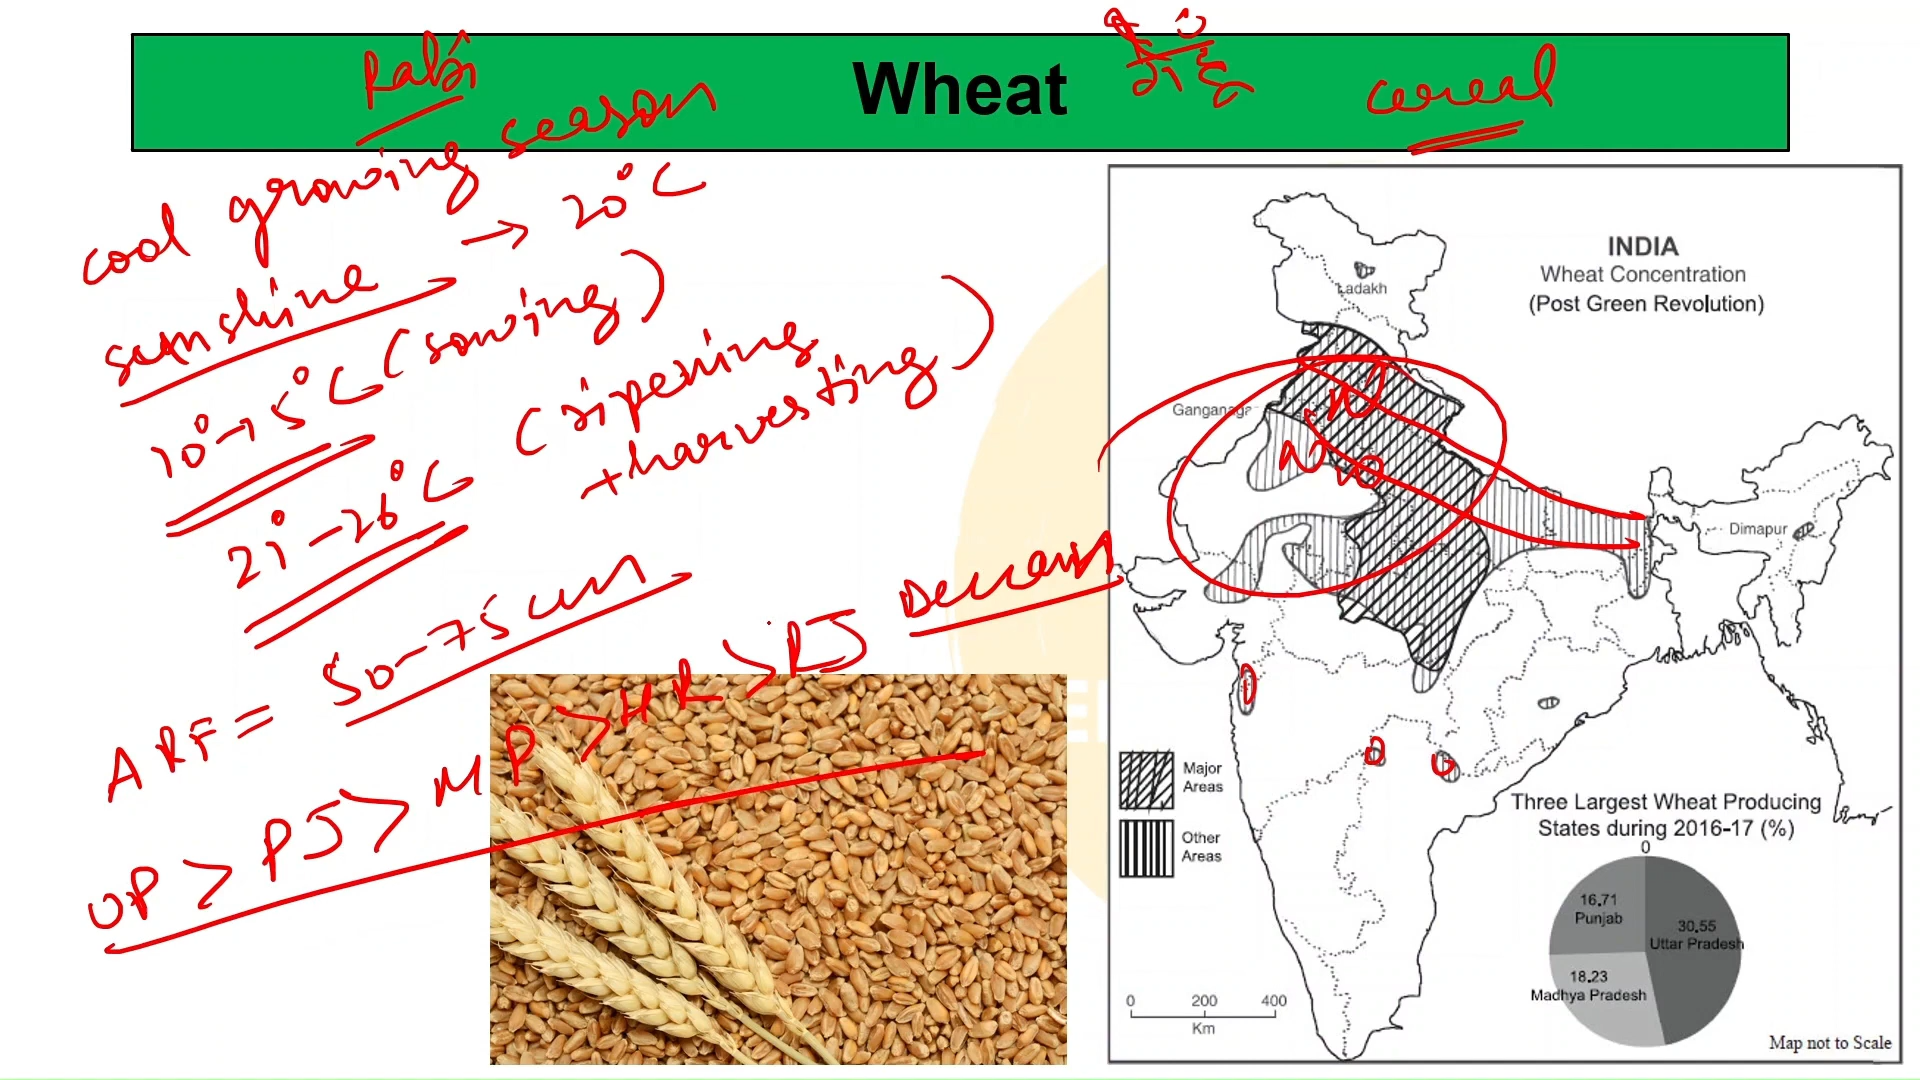 Rabi
Wheat
गेहूँ
cereal
cool growing season
sunshine → 20°C
10°-15°C (sowing)
21°-26°C (ripening
+harvesting)
ARF = 50-75 cm
UP > PJ > MP > HR > RJ
Deccan
INDIA
Wheat Concentration
(Post Green Revolution)
Ladakh
Ganganaga
Dimapur
Major
Areas
Other
Areas
Three Largest Wheat Producing
States during 2016-17 (%)
0
16.71
Punjab
30.55
Uttar Pradesh
18.23
Madhya Pradesh
0 200 400
Km
Map not to Scale